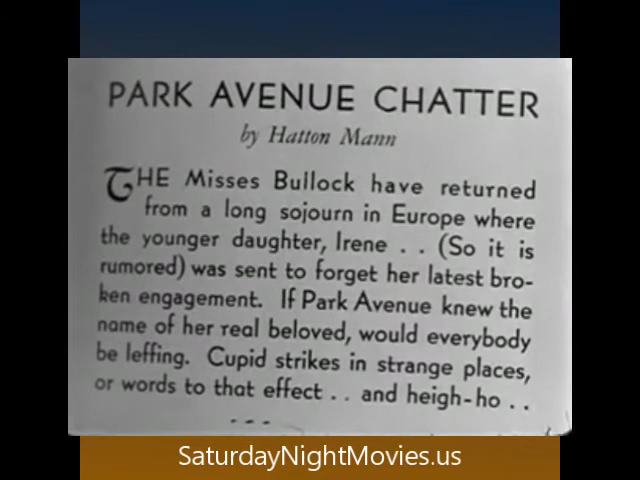 PARK AVENUE CHATTER
by Hatton Mann
THE Misses Bullock have returned
from a long sojourn in Europe where
the younger daughter, Irene . . (So it is
rumored) was sent to forget her latest bro-
ken engagement. If Park Avenue knew the
name of her real beloved, would everybody
be leffing. Cupid strikes in strange places,
or words to that effect . . and heigh-ho . .
- - -
SaturdayNightMovies.us